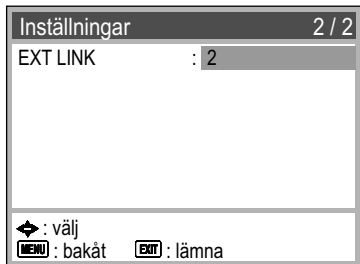 Inställningar 2 / 2
EXT LINK : 2
: välj
MENU : bakåt EXIT : lämna